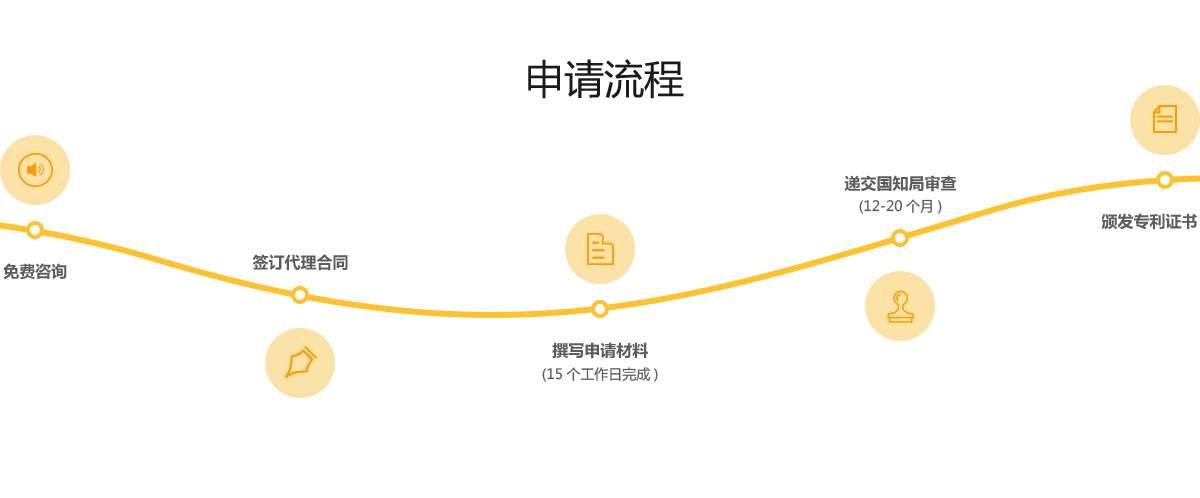 申请流程
免费咨询
签订代理合同
撰写申请材料
(15 个工作日完成 )
递交国知局审查
(12-20 个月 )
颁发专利证书